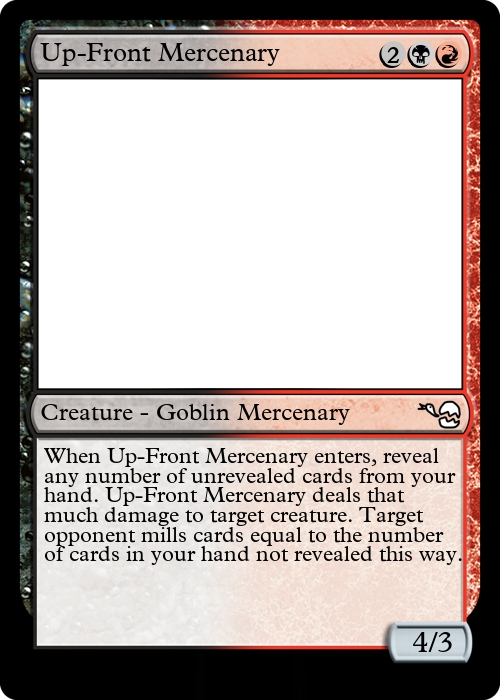 Up-Front Mercenary 2
Creature - Goblin Mercenary
When Up-Front Mercenary enters, reveal
any number of unrevealed cards from your
hand. Up-Front Mercenary deals that
much damage to target creature. Target
opponent mills cards equal to the number
of cards in your hand not revealed this way.
4/3